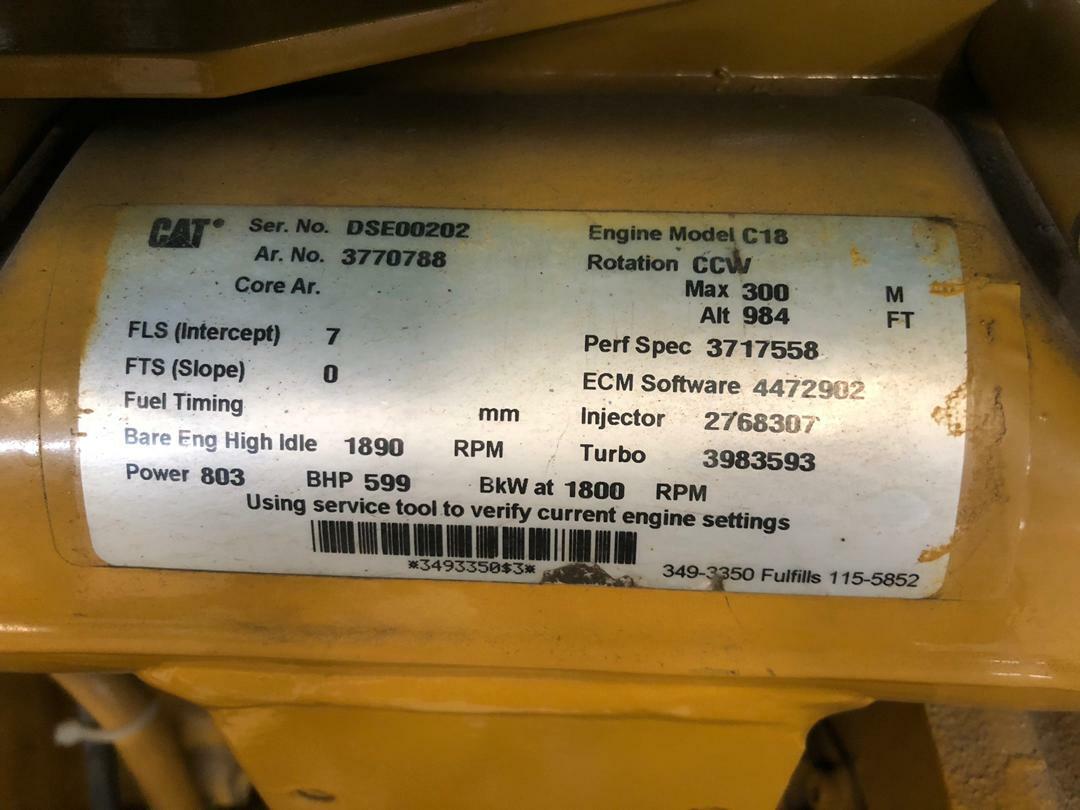 CAT® Ser. No. DSE00202
Ar. No. 3770788
Core Ar.
FLS (Intercept) 7
FTS (Slope) 0
Fuel Timing mm
Bare Eng High Idle 1890 RPM
Power 803 BHP 599 BkW at 1800 RPM
Engine Model C18
Rotation CCW
Max 300 M
Alt 984 FT
Perf Spec 3717558
ECM Software 4472902
Injector 2768307
Turbo 3983593
Using service tool to verify current engine settings
*3493350$3*
349-3350 Fulfills 115-5852